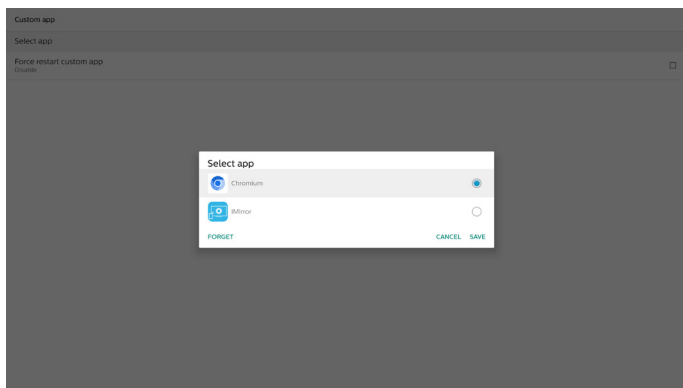 Custom app
Select app
Force restart custom app
Disable
Select app
Chromium
IMirror
FORGET
CANCEL SAVE